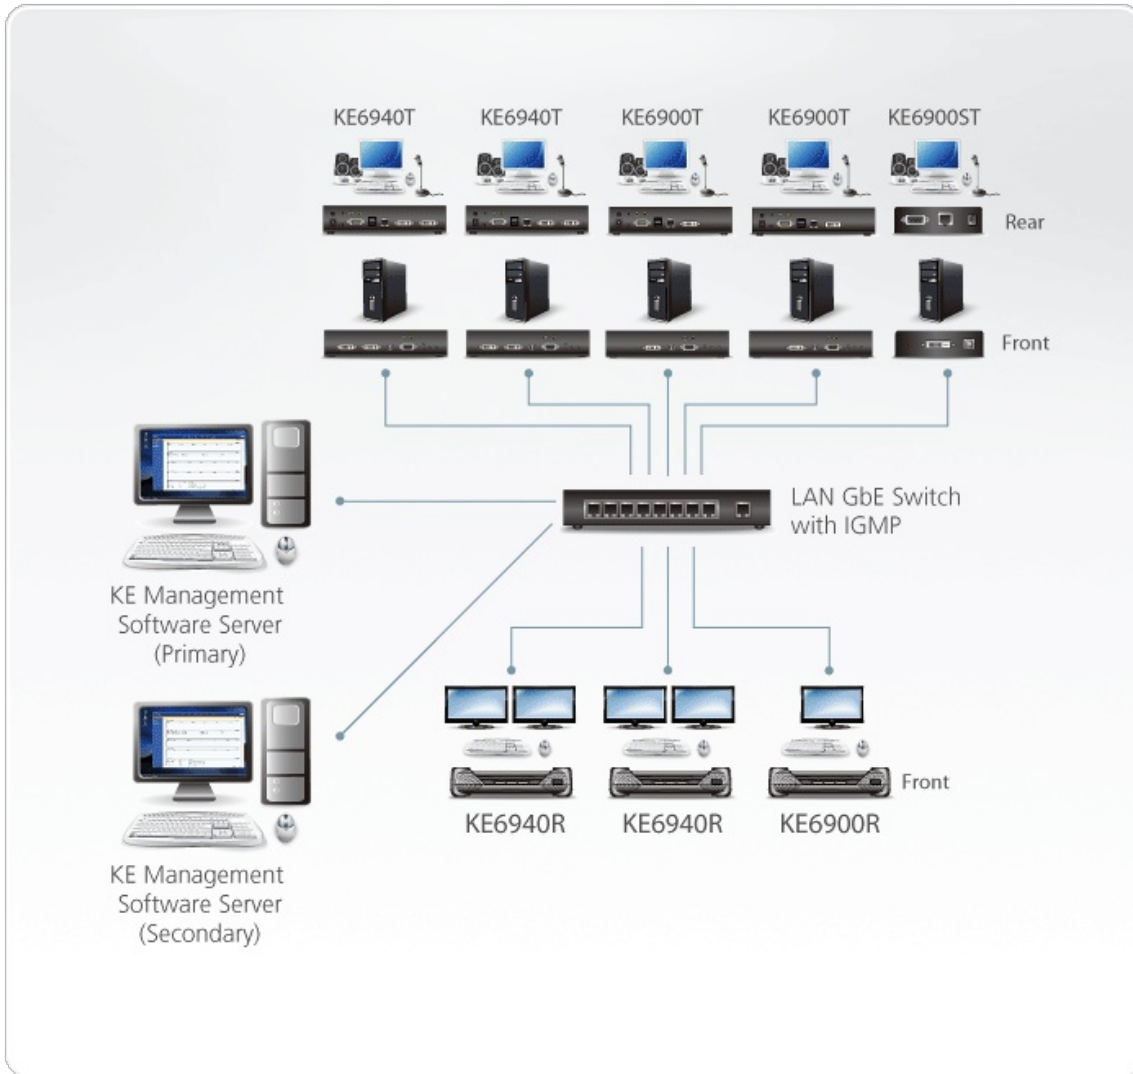 KE6940T KE6940T KE6900T KE6900T KE6900ST
Rear
Front
LAN GbE Switch
with IGMP
KE Management
Software Server
(Primary)
KE6940R KE6940R KE6900R
Front
KE Management
Software Server
(Secondary)